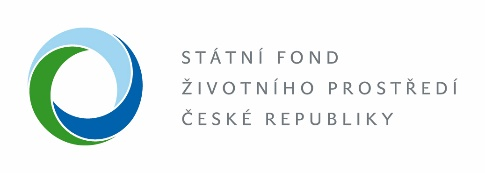 STÁTNÍ FOND
ŽIVOTNÍHO PROSTŘEDÍ
ČESKÉ REPUBLIKY